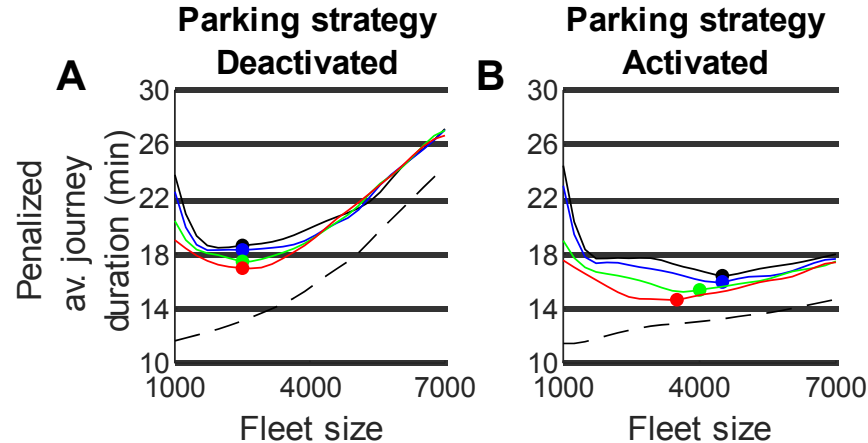 Parking strategy
Deactivated
Parking strategy
Activated
A
B
Penalized
av. journey
duration (min)
30
26
22
18
14
10
1000
4000
7000
Fleet size
30
26
22
18
14
10
1000
4000
7000
Fleet size